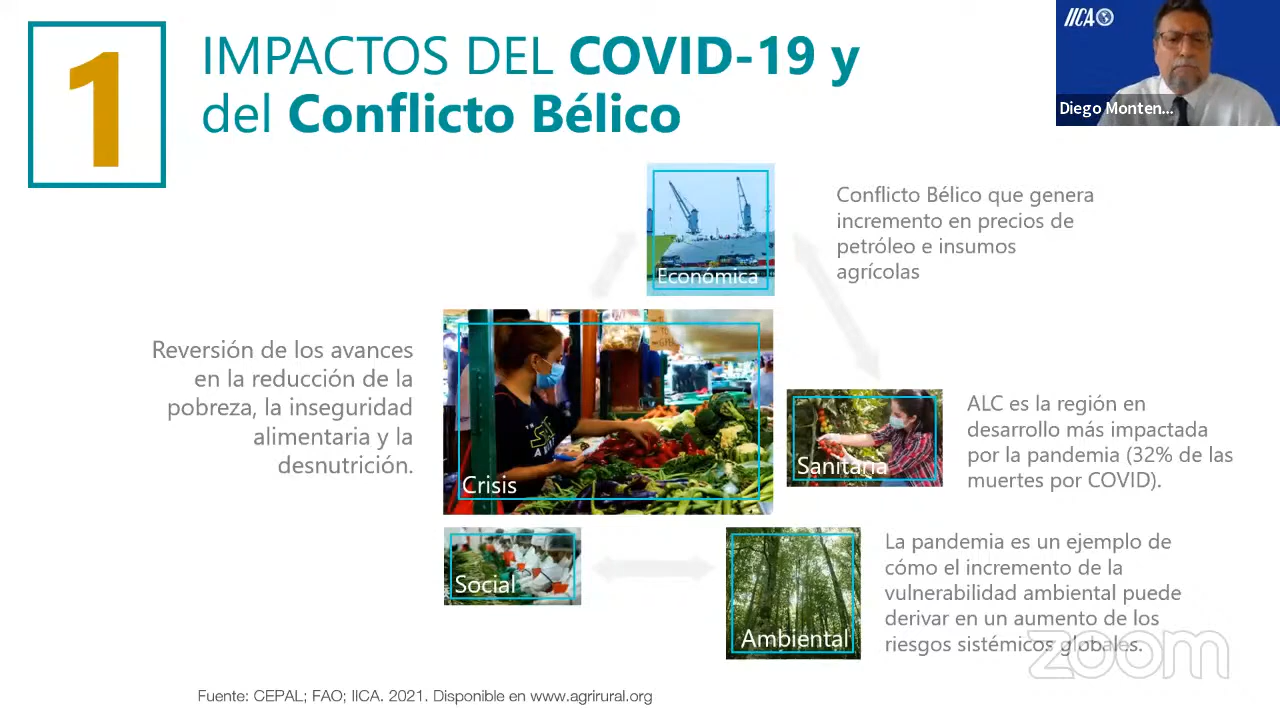 1
IMPACTOS DEL COVID-19 y
del Conflicto Bélico
IICA
Diego Monten...
Económica
Conflicto Bélico que genera
incremento en precios de
petróleo e insumos
agrícolas
Reversión de los avances
en la reducción de la
pobreza, la inseguridad
alimentaria y la
desnutrición.
Crisis
Sanitaria
ALC es la región en
desarrollo más impactada
por la pandemia (32% de las
muertes por COVID).
Social
Ambiental
La pandemia es un ejemplo de
cómo el incremento de la
vulnerabilidad ambiental puede
derivar en un aumento de los
riesgos sistémicos globales.
zoom
Fuente: CEPAL; FAO; IICA. 2021. Disponible en www.agrirural.org